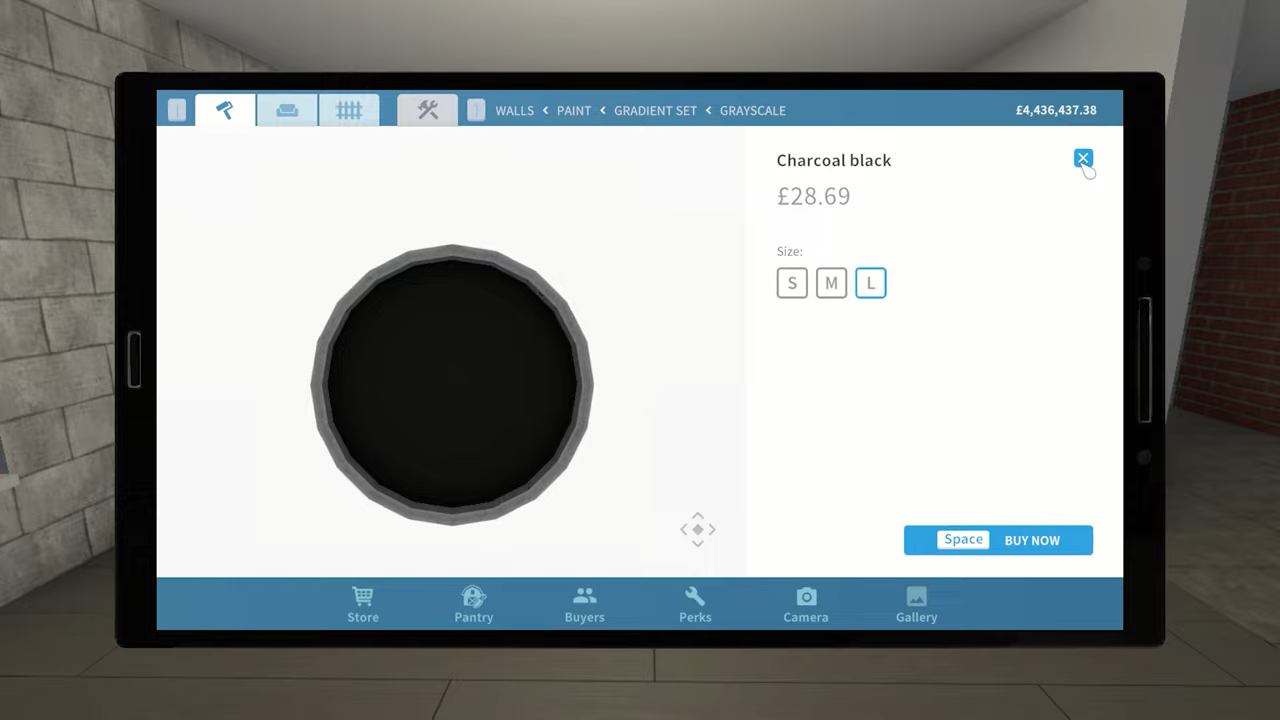 WALLS < PAINT < GRADIENT SET < GRAYSCALE
£4,436,437.38
Charcoal black
£28.69
Size:
S M L
Space BUY NOW
Store Pantry Buyers Perks Camera Gallery